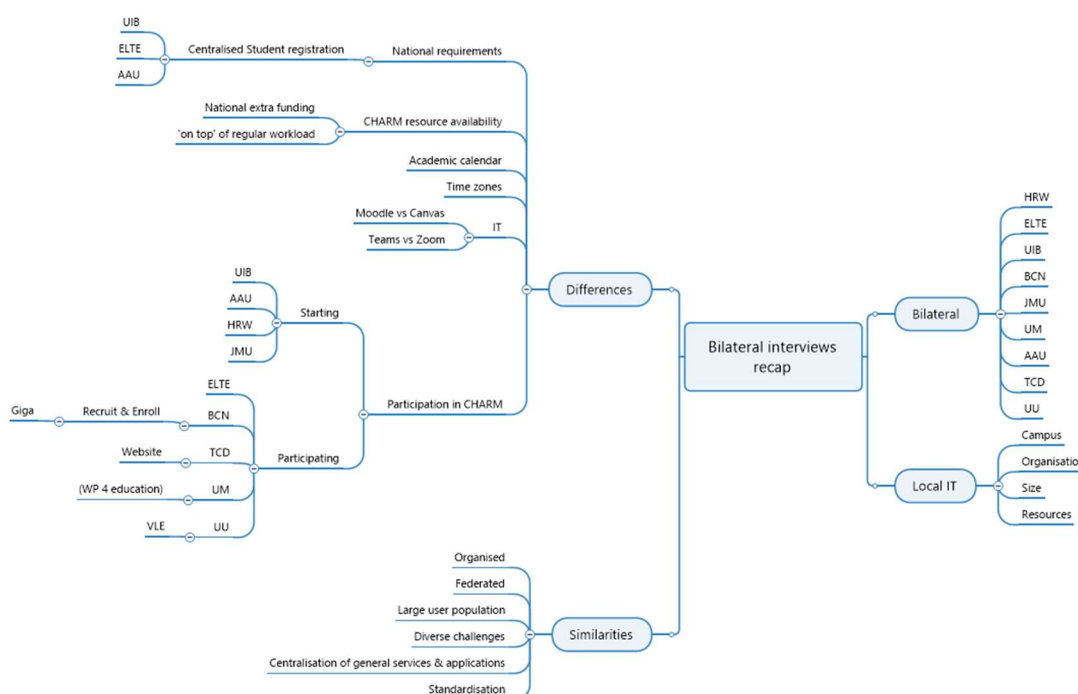 UIB
ELTE
AAU
Centralised Student registration
National requirements
National extra funding
'on top' of regular workload
CHARM resource availability
Academic calendar
Time zones
Moodle vs Canvas
Teams vs Zoom
IT
UIB
AAU
HRW
JMU
Starting
ELTE
Giga
Recruit & Enroll
BCN
Website
TCD
(WP 4 education)
UM
VLE
UU
Participating
Participation in CHARM
Differences
Organised
Federated
Large user population
Diverse challenges
Centralisation of general services & applications
Standardisation
Similarities
Bilateral interviews
recap
Bilateral
HRW
ELTE
UIB
BCN
JMU
UM
AAU
TCD
UU
Local IT
Campus
Organisatio
Size
Resources